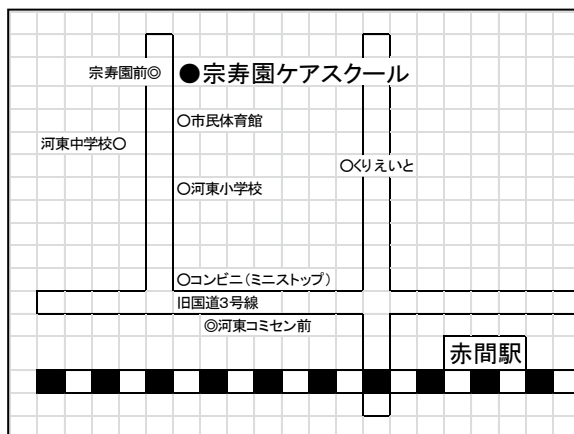 宗寿園前◎
●宗寿園ケアスクール
○市民体育館
河東中学校○
○くりえいと
○河東小学校
○コンビニ(ミニストップ)
旧国道3号線
◎河東コミセン前
赤間駅